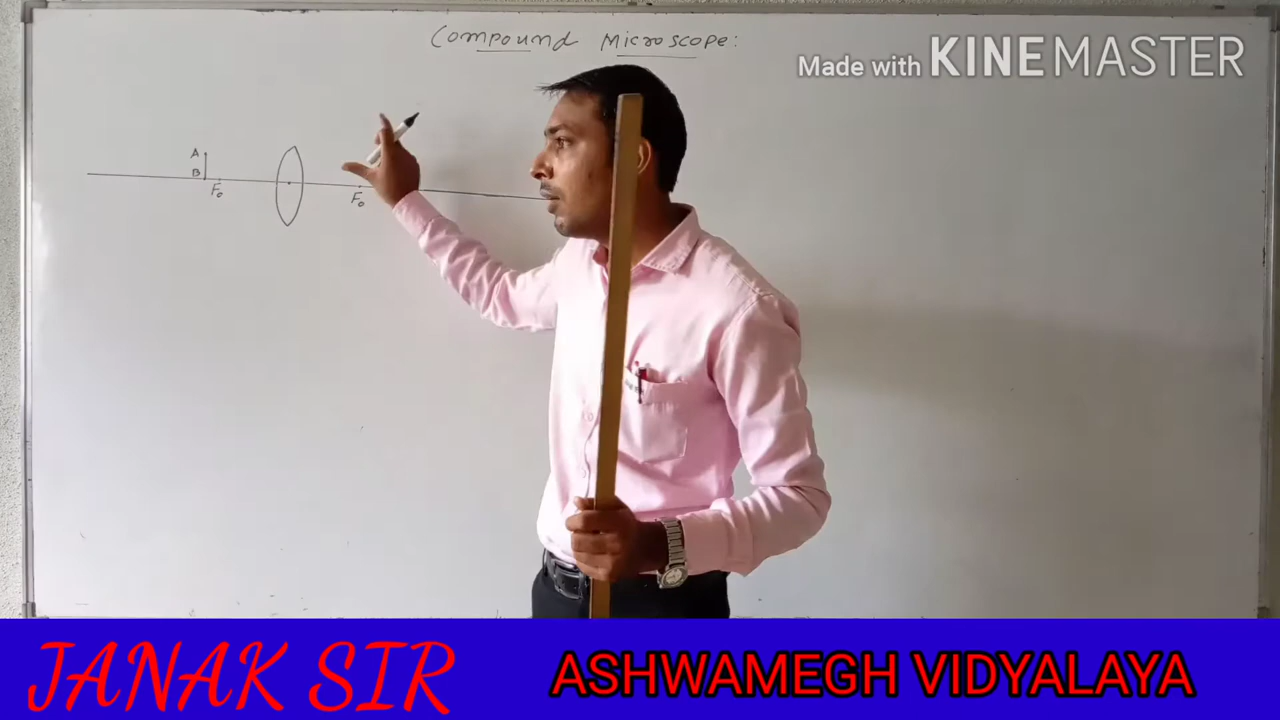 Compound Microscope:
Made with KINEMASTER
A
B
Fo
Fo
JANAK SIR
ASHWAMEGH VIDYALAYA